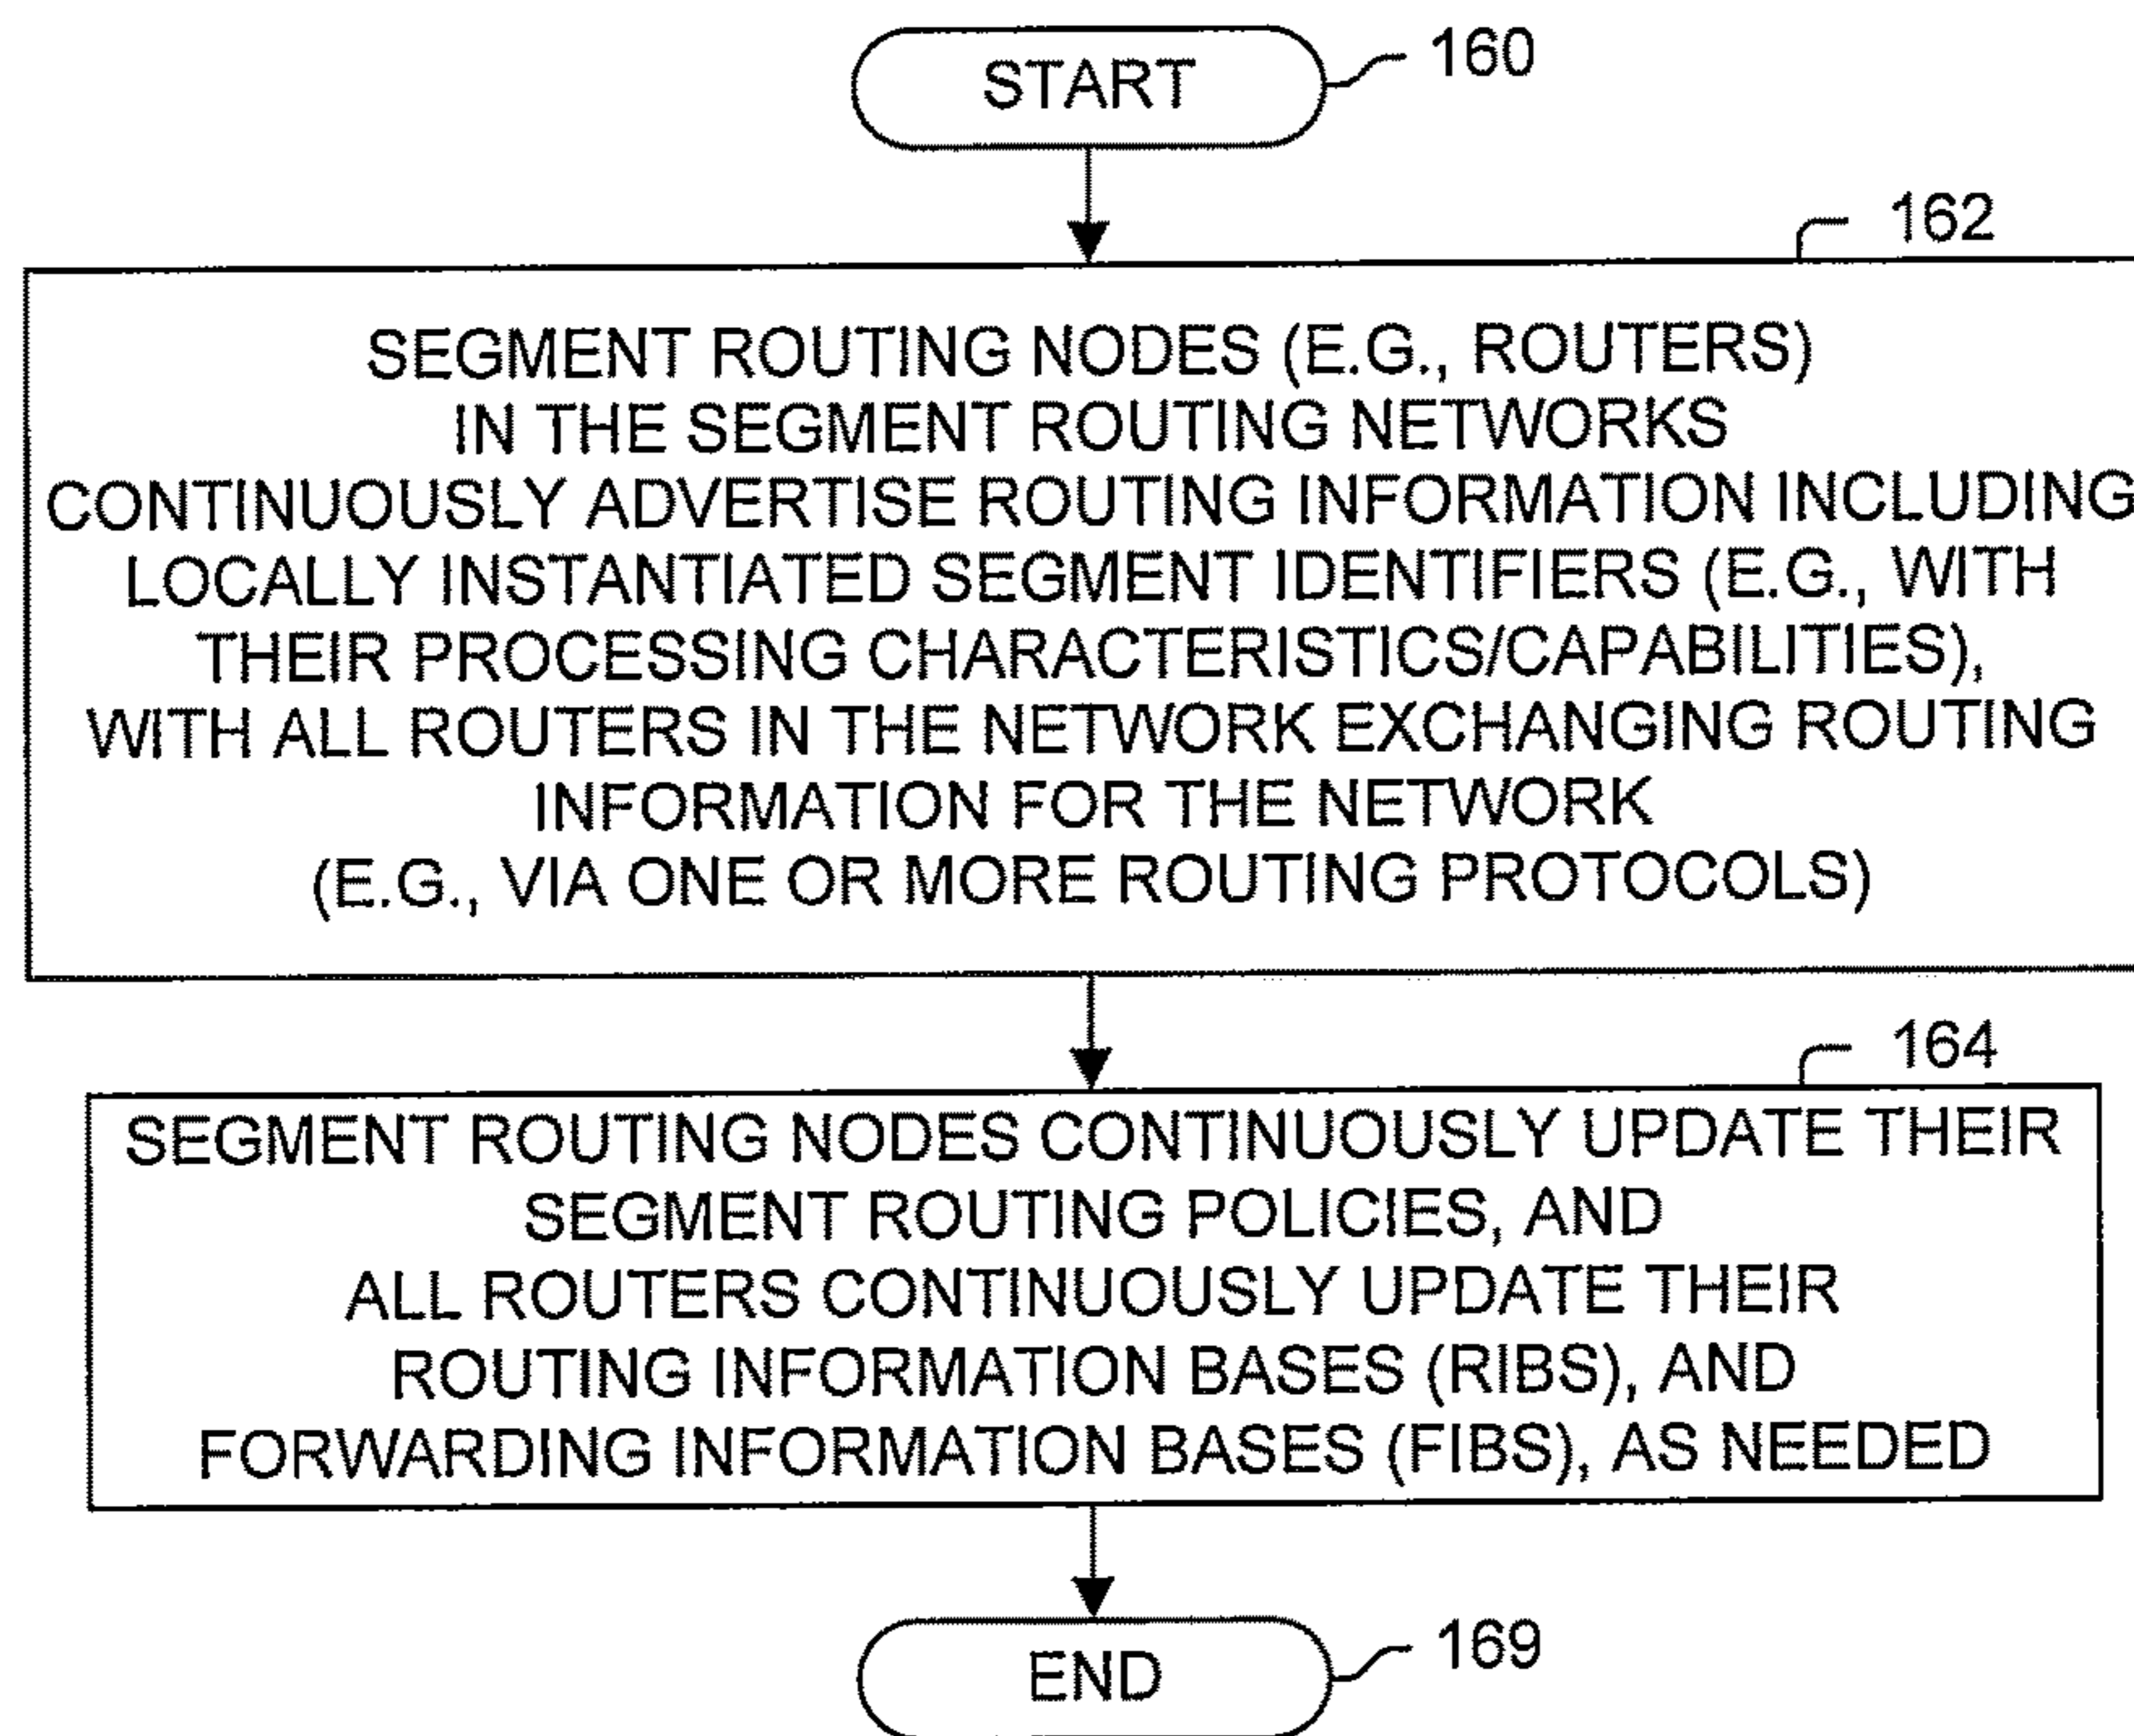 START
160
162
SEGMENT ROUTING NODES (E.G., ROUTERS)
IN THE SEGMENT ROUTING NETWORKS
CONTINUOUSLY ADVERTISE ROUTING INFORMATION INCLUDING
LOCALLY INSTANTIATED SEGMENT IDENTIFIERS (E.G., WITH
THEIR PROCESSING CHARACTERISTICS/CAPABILITIES),
WITH ALL ROUTERS IN THE NETWORK EXCHANGING ROUTING
INFORMATION FOR THE NETWORK
(E.G., VIA ONE OR MORE ROUTING PROTOCOLS)
164
SEGMENT ROUTING NODES CONTINUOUSLY UPDATE THEIR
SEGMENT ROUTING POLICIES, AND
ALL ROUTERS CONTINUOUSLY UPDATE THEIR
ROUTING INFORMATION BASES (RIBS), AND
FORWARDING INFORMATION BASES (FIBS), AS NEEDED
END
169